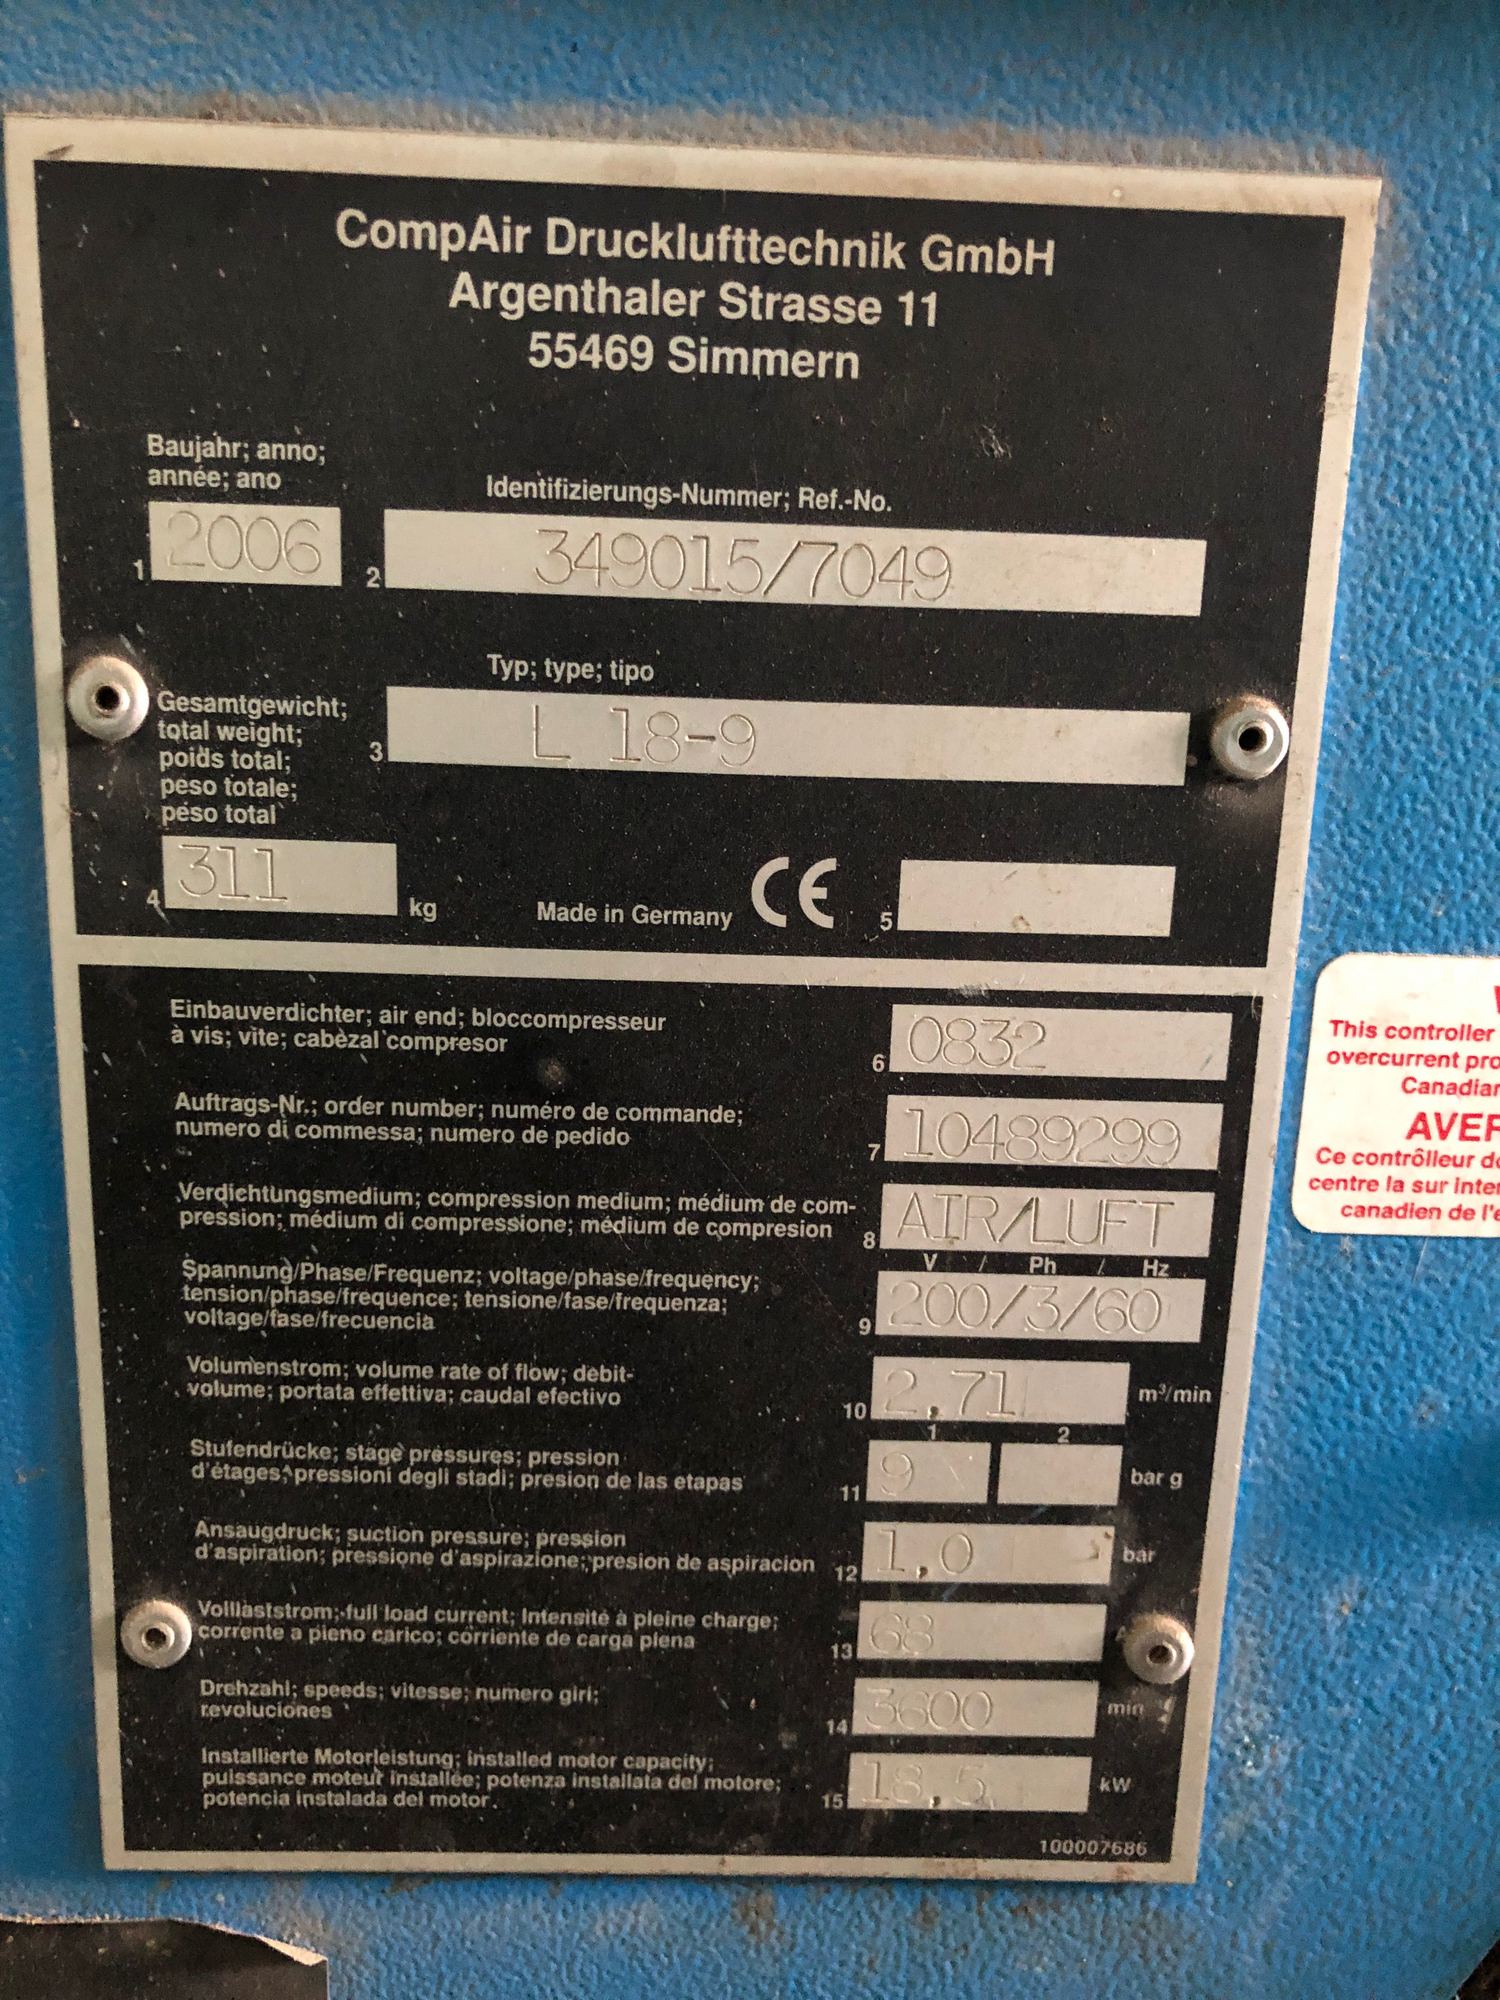 CompAir Drucklufttechnik GmbH
Argenthaler Strasse 11
55469 Simmern
Baujahr; anno;
année; ano
Identifizierungs-Nummer; Ref.-No.
1 2006
2 349015/7049
Typ; type; tipo
3 L 18-9
Gesamtgewicht;
total weight;
poids total;
peso totale;
peso total
4 311 kg
Made in Germany CE 5
Einbauverdichter; air end; bloccompresseur
à vis; vite; cabèzal compresor
6 0832
Auftrags-Nr.; order number; numéro de commande;
numero di commessa; numero de pedido
7 10489299
Verdichtungsmedium; compression medium; médium de com-
pression; médium di compressione; médium de compresion
8 AIR/LUFT
V / Ph / Hz
Spannung/Phase/Frequenz; voltage/phase/frequency;
tension/phase/frequence; tensione/fase/frequenza;
voltage/fase/frecuencia
9 200/3/60
Volumenstrom; volume rate of flow; debit-
volume; portata effettiva; caudal efectivo
10 2,71 m³/min
1 2
Stufendrücke; stage pressures; pression
d'étages; pressioni degli stadi; presion de las etapas
11 9 bar g
Ansaugdruck; suction pressure; pression
d'aspiration; pressione d'aspirazione; presion de aspiracion
12 1,0 bar
Volllaststrom; full load current; Intensité à pleine charge;
corrente a pieno carico; corriente de carga plena
13 68 A
Drehzahl; speeds; vitesse; numero giri;
revoluciones
14 3600 min
Installierte Motorleistung; installed motor capacity;
puissance moteur installée; potenza installata del motore;
potencia instalada del motor
15 18,5 kW
100007686
This controller
overcurrent
Ce contrôlleur
centre la sur
canadien de